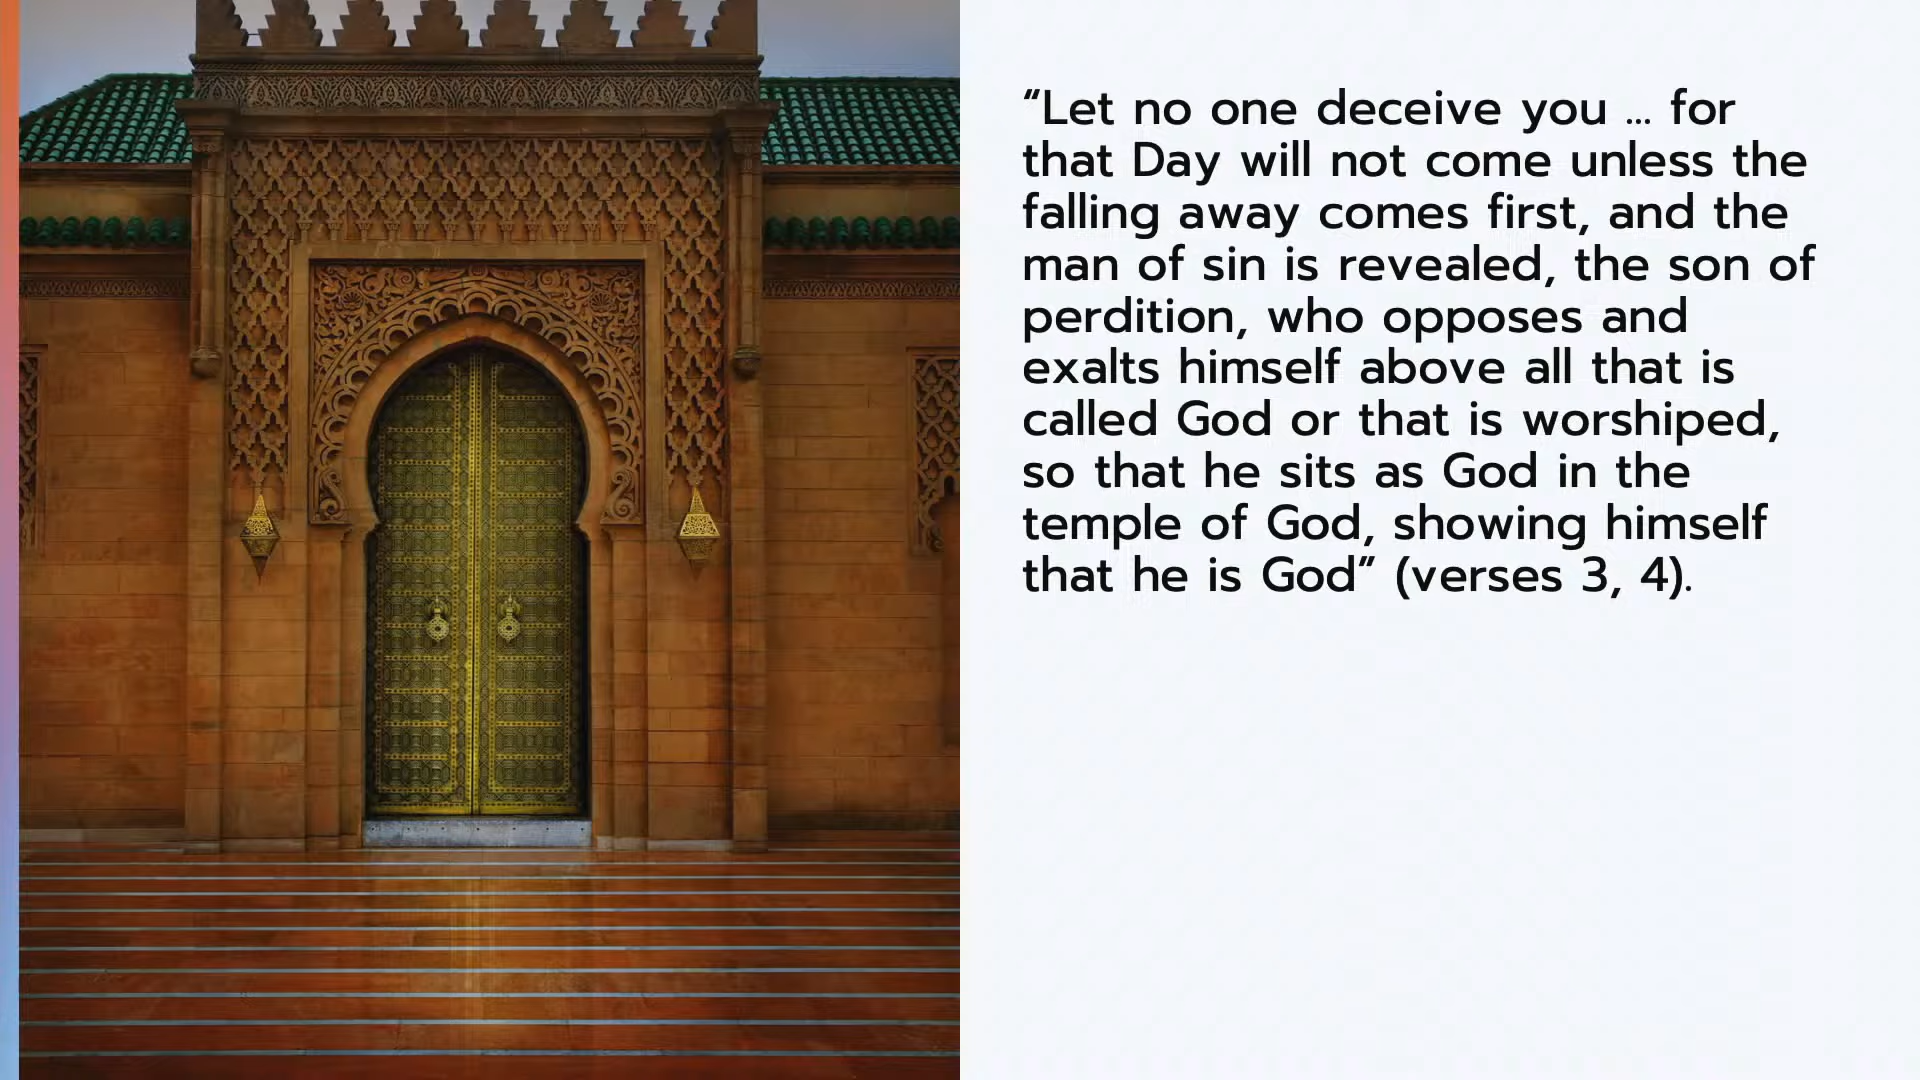 “Let no one deceive you ... for
that Day will not come unless the
falling away comes first, and the
man of sin is revealed, the son of
perdition, who opposes and
exalts himself above all that is
called God or that is worshiped,
so that he sits as God in the
temple of God, showing himself
that he is God” (verses 3, 4).